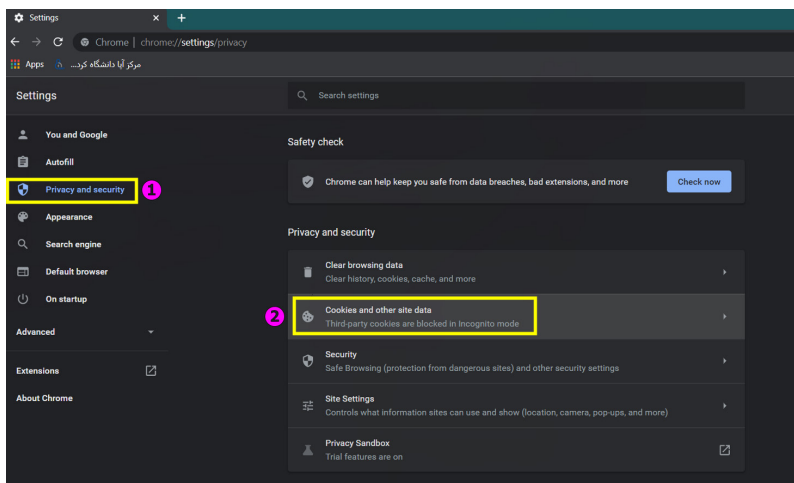 Settings
Chrome | chrome://settings/privacy
Apps
مرکز آپا دانشگاه کرد...
Settings
Search settings
You and Google
Autofill
Privacy and security
1
Appearance
Search engine
Default browser
On startup
Advanced
Extensions
About Chrome
Safety check
Chrome can help keep you safe from data breaches, bad extensions, and more
Check now
Privacy and security
Clear browsing data
Clear history, cookies, cache, and more
2
Cookies and other site data
Third-party cookies are blocked in Incognito mode
Security
Safe Browsing (protection from dangerous sites) and other security settings
Site Settings
Controls what information sites can use and show (location, camera, pop-ups, and more)
Privacy Sandbox
Trial features are on